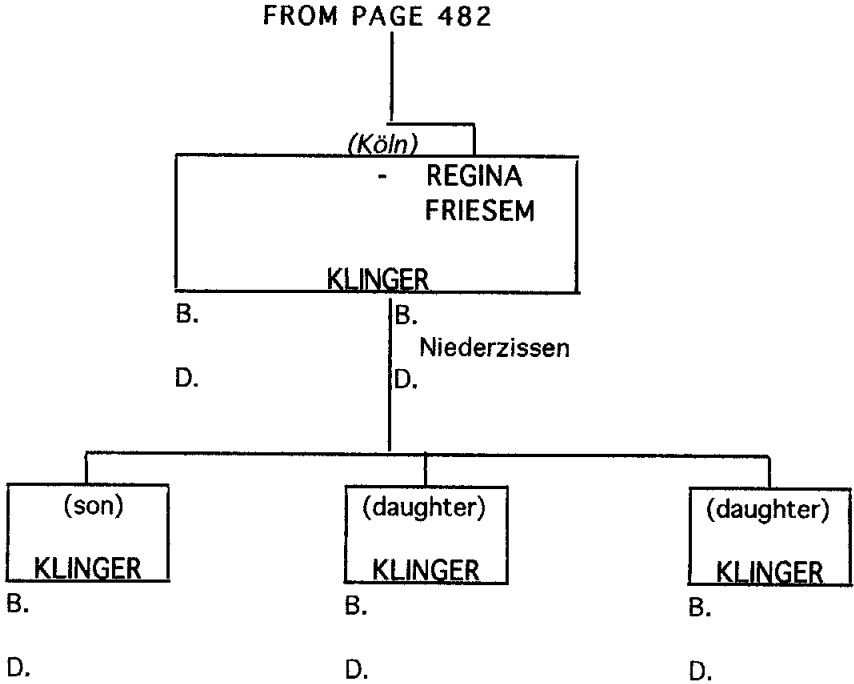 FROM PAGE 482
(Köln)
- REGINA
FRIESEM
KLINGER
B. B.
Niederzissen
D. D.
(son) (daughter) (daughter)
KLINGER KLINGER KLINGER
B. B. B.
D. D. D.